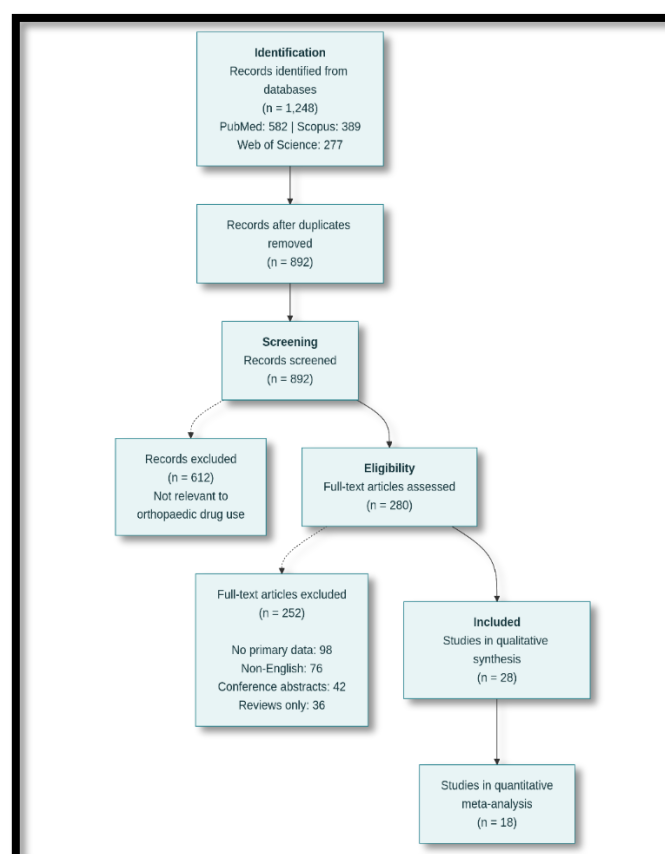 Identification
Records identified from
databases
(n = 1,248)
PubMed: 582 | Scopus: 389
Web of Science: 277
Records after duplicates
removed
(n = 892)
Screening
Records screened
(n = 892)
Records excluded
(n = 612)
Not relevant to
orthopaedic drug use
Eligibility
Full-text articles assessed
(n = 280)
Full-text articles excluded
(n = 252)
No primary data: 98
Non-English: 76
Conference abstracts: 42
Reviews only: 36
Included
Studies in qualitative
synthesis
(n = 28)
Studies in quantitative
meta-analysis
(n = 18)